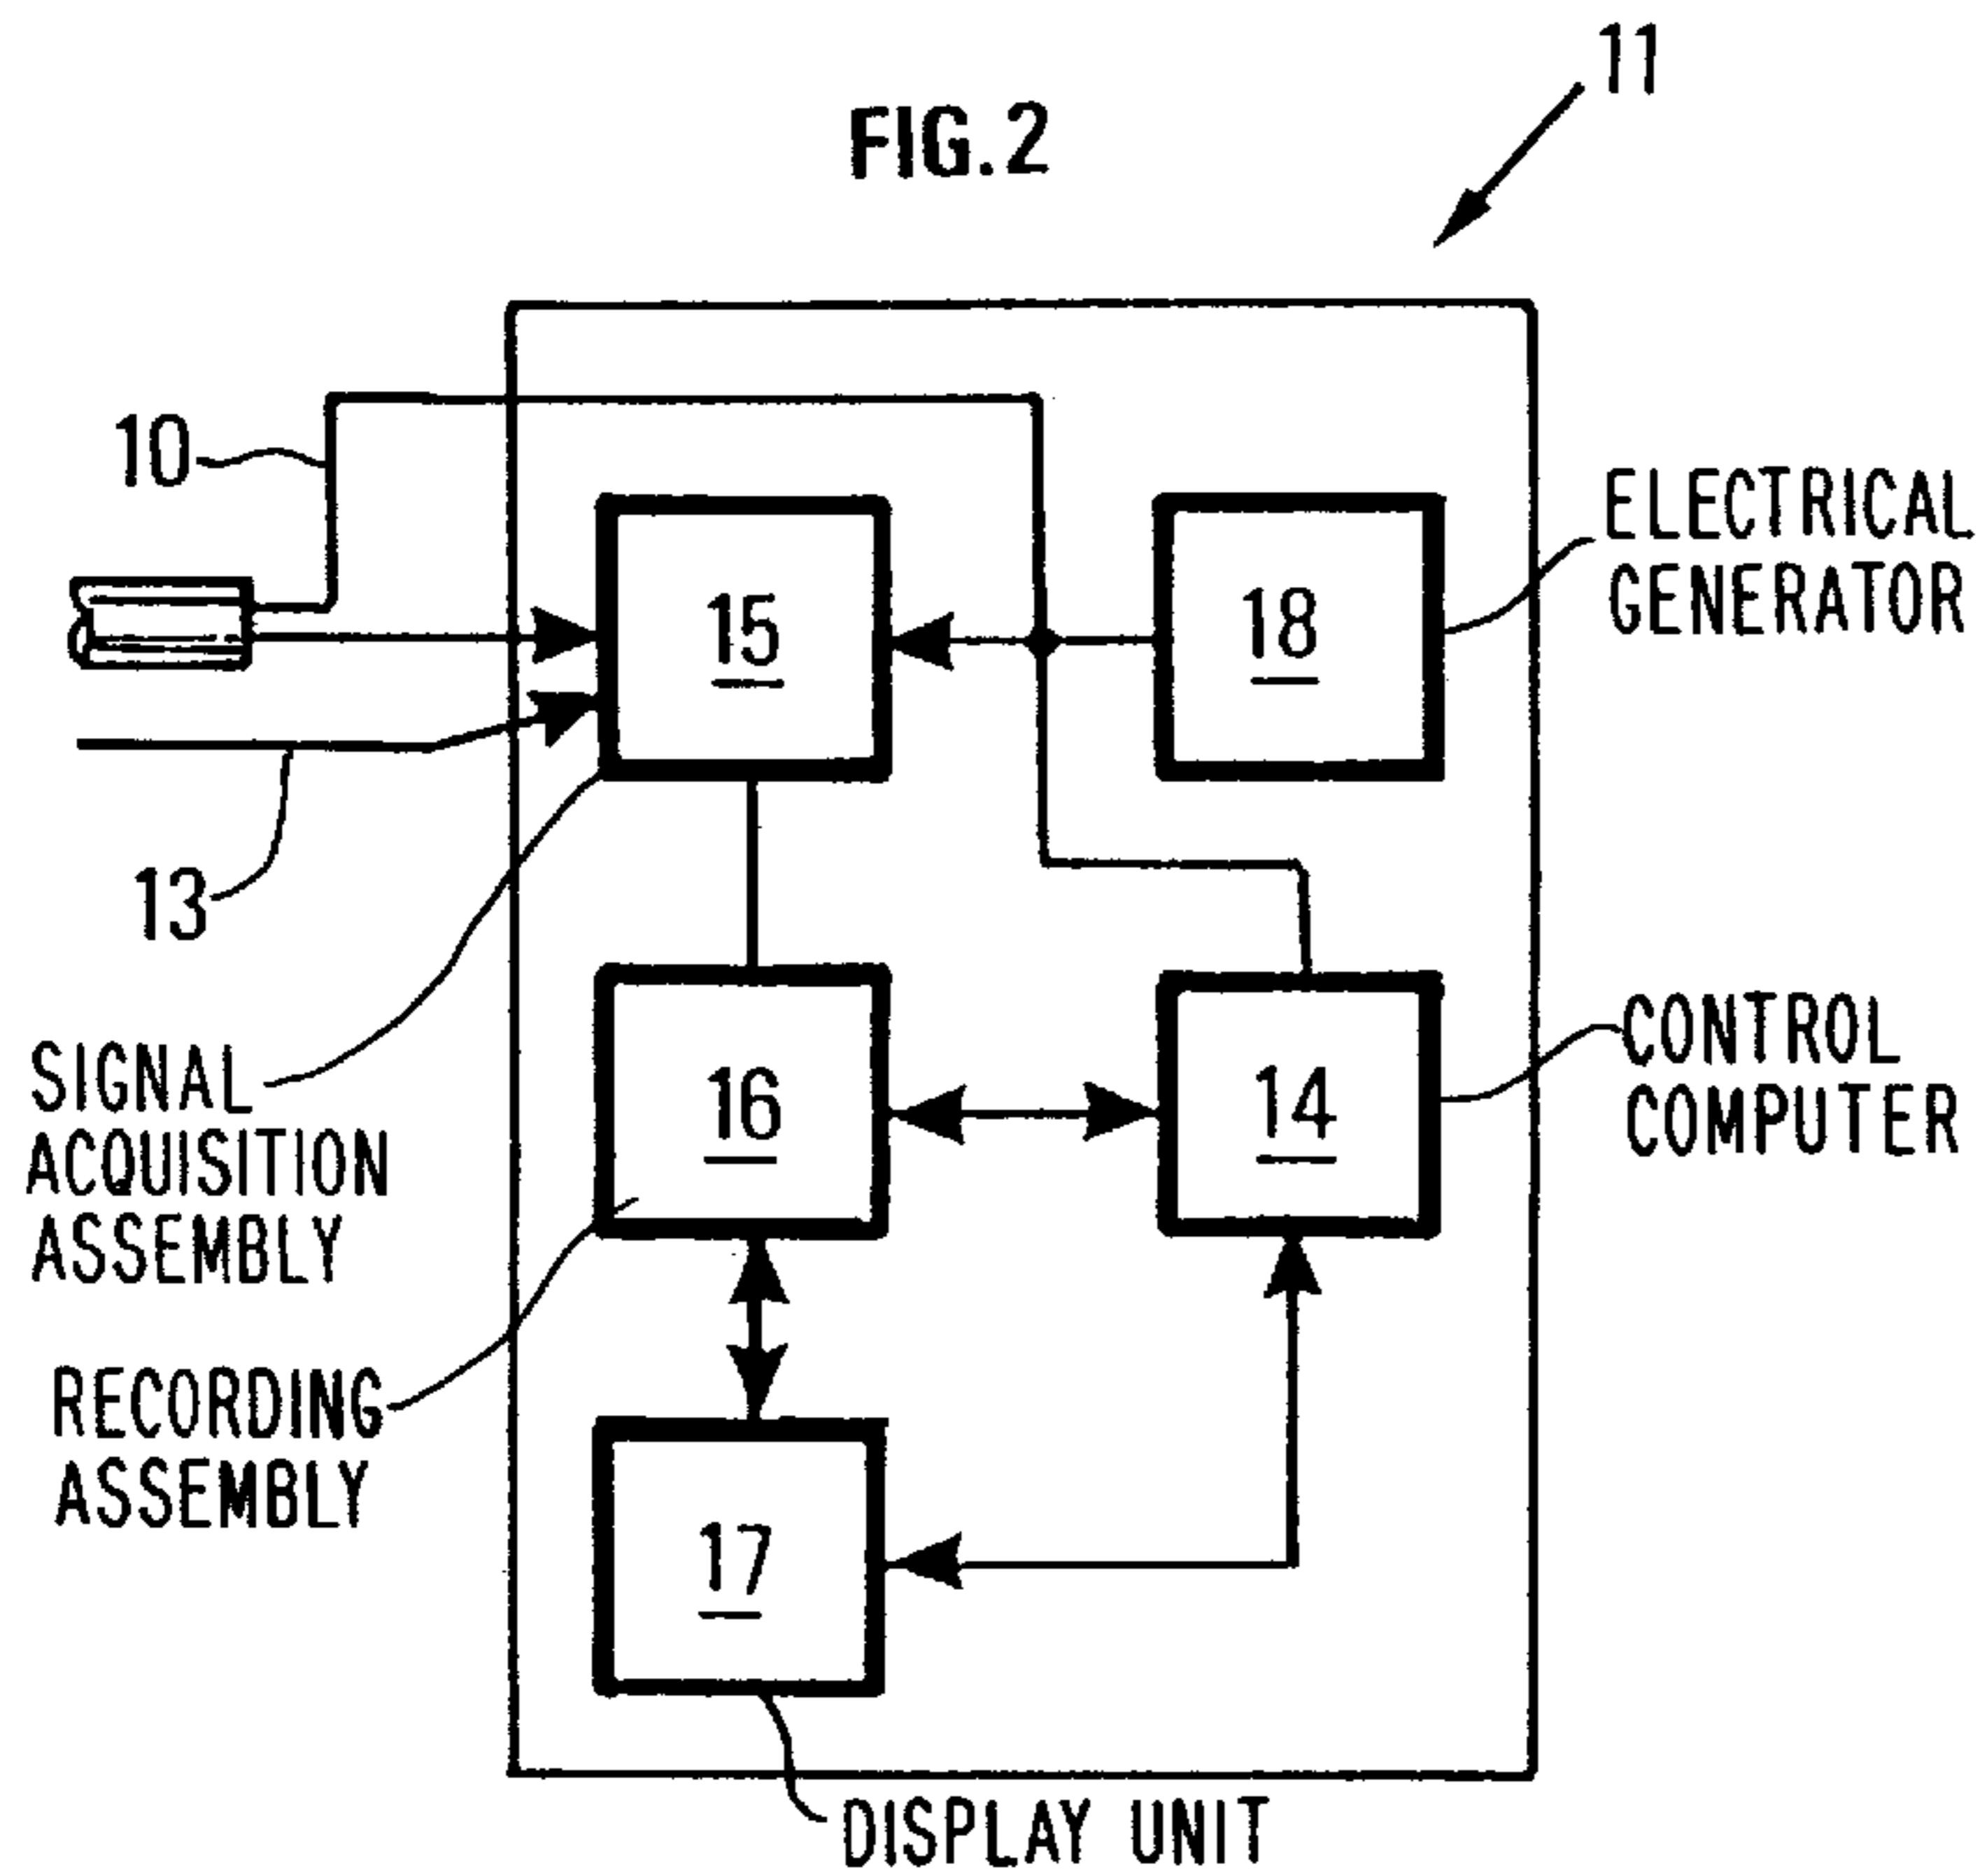 11
FIG.2
10
ELECTRICAL
GENERATOR
15
18
13
SIGNAL
ACQUISITION
ASSEMBLY
16
14
CONTROL
COMPUTER
RECORDING
ASSEMBLY
17
DISPLAY UNIT